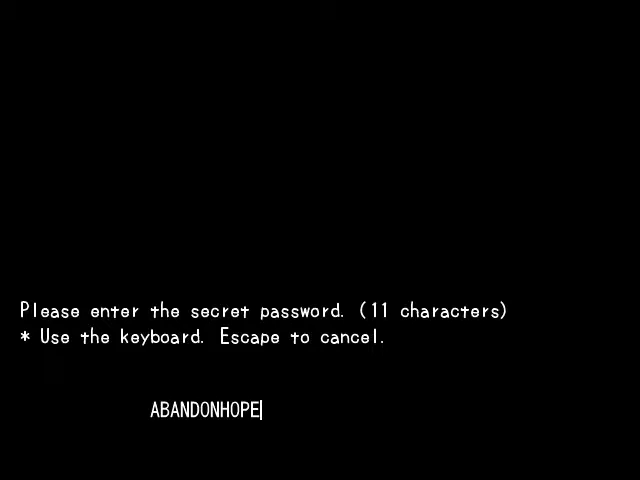 Please enter the secret password. (11 characters)
* Use the keyboard. Escape to cancel.
ABANDONHOPE